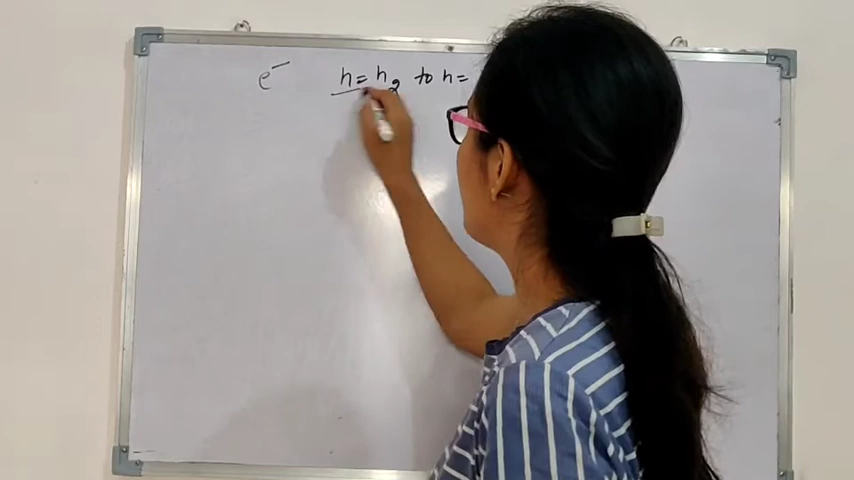 e⁻ n = n₂ to n =